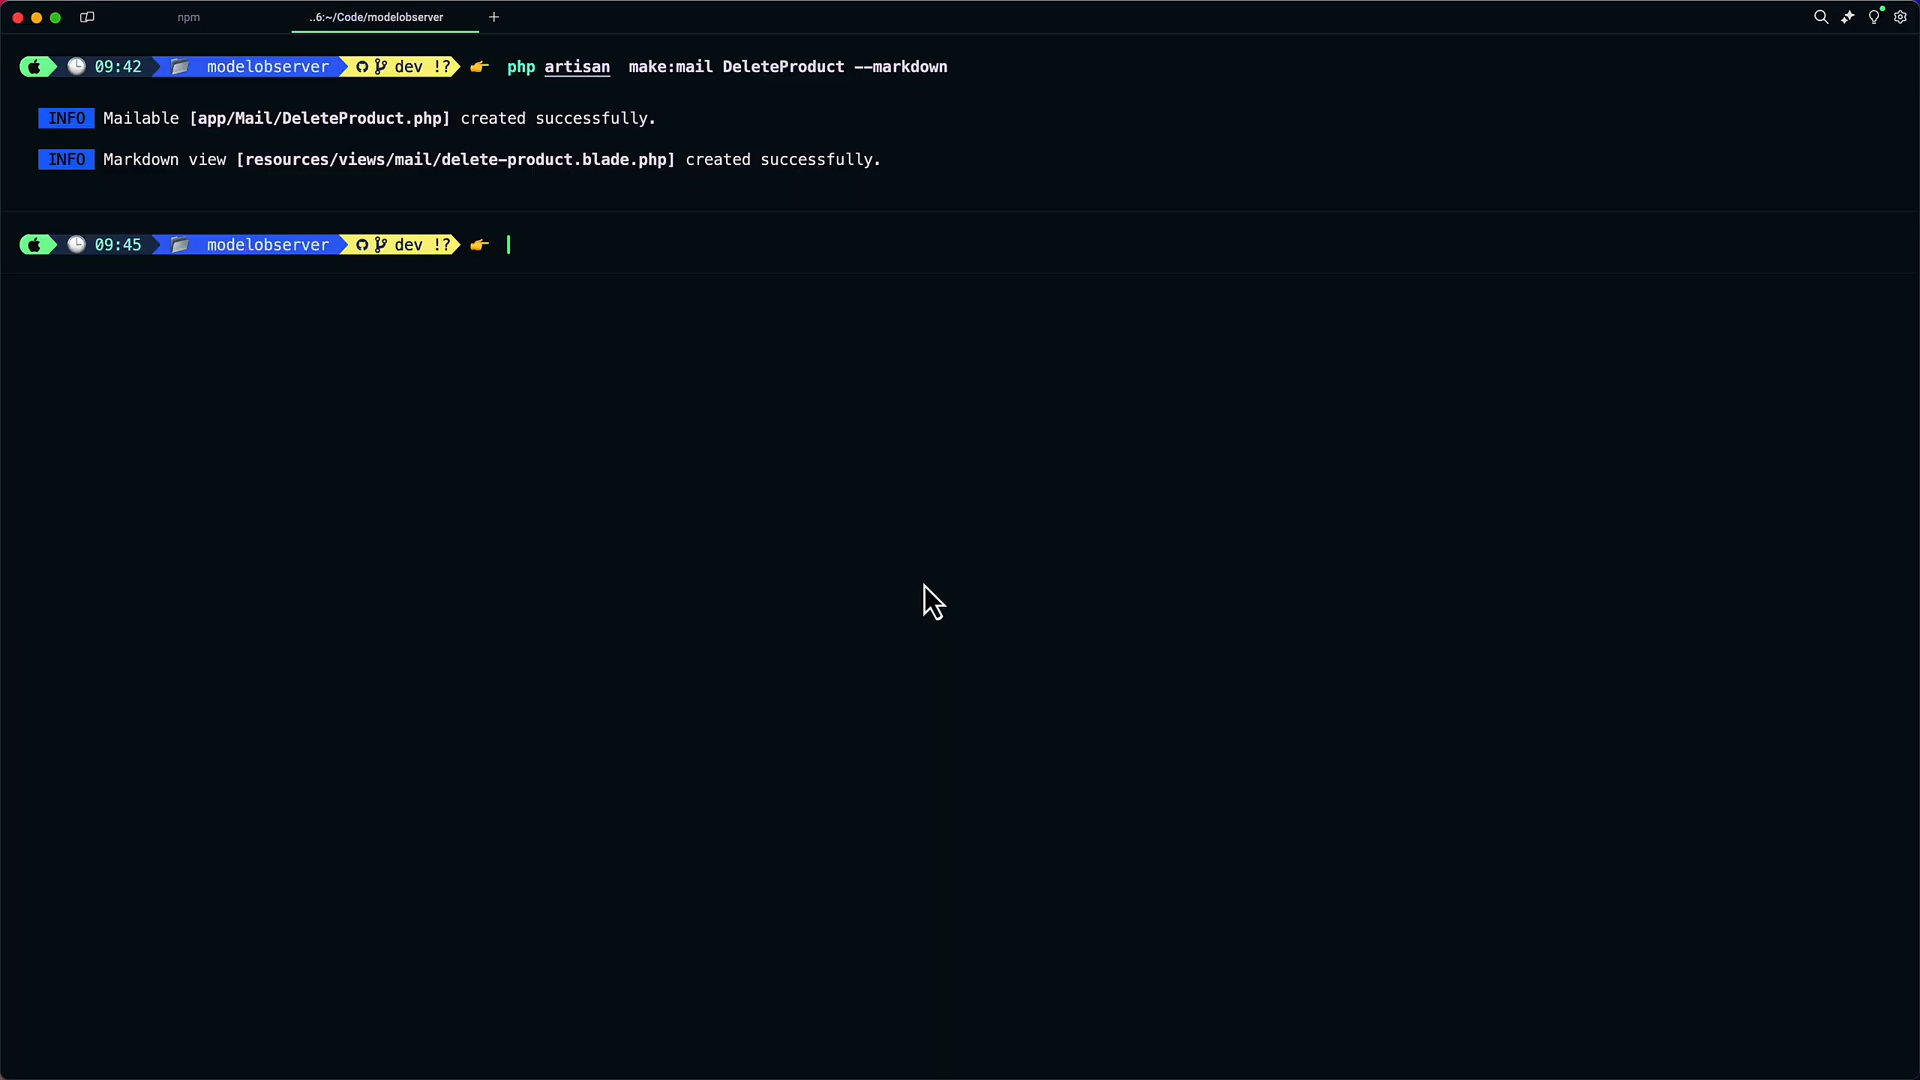 npm
..6:~/Code/modelobserver
09:42 modelobserver dev !? php artisan  make:mail DeleteProduct --markdown
INFO Mailable [app/Mail/DeleteProduct.php] created successfully.
INFO Markdown view [resources/views/mail/delete-product.blade.php] created successfully.
09:45 modelobserver dev !?